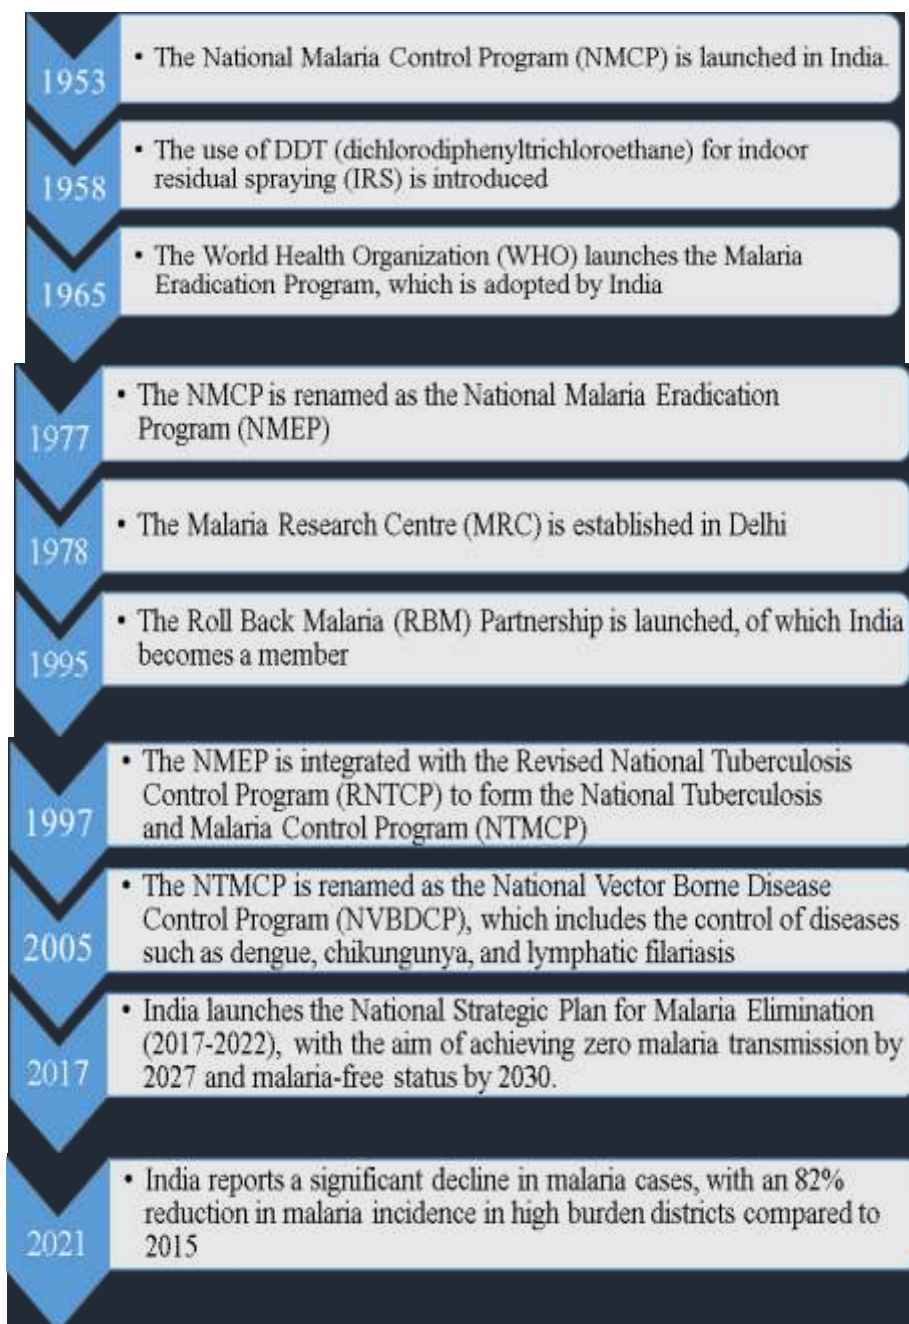 1953
• The National Malaria Control Program (NMCP) is launched in India.
1958
• The use of DDT (dichlorodiphenyltrichloroethane) for indoor
residual spraying (IRS) is introduced
1965
• The World Health Organization (WHO) launches the Malaria
Eradication Program, which is adopted by India
1977
• The NMCP is renamed as the National Malaria Eradication
Program (NMEP)
1978
• The Malaria Research Centre (MRC) is established in Delhi
1995
• The Roll Back Malaria (RBM) Partnership is launched, of which India
becomes a member
1997
• The NMEP is integrated with the Revised National Tuberculosis
Control Program (RNTCP) to form the National Tuberculosis
and Malaria Control Program (NTMCP)
2005
• The NTMCP is renamed as the National Vector Borne Disease
Control Program (NVBDCP), which includes the control of diseases
such as dengue, chikungunya, and lymphatic filariasis
2017
• India launches the National Strategic Plan for Malaria Elimination
(2017-2022), with the aim of achieving zero malaria transmission by
2027 and malaria-free status by 2030.
2021
• India reports a significant decline in malaria cases, with an 82%
reduction in malaria incidence in high burden districts compared to
2015